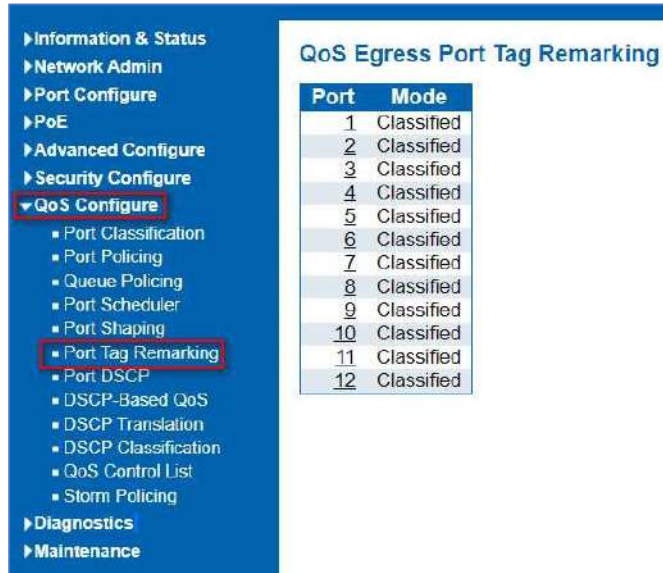 Information & Status
Network Admin
Port Configure
PoE
Advanced Configure
Security Configure
QoS Configure
Port Classification
Port Policing
Queue Policing
Port Scheduler
Port Shaping
Port Tag Remarking
Port DSCP
DSCP-Based QoS
DSCP Translation
DSCP Classification
QoS Control List
Storm Policing
Diagnostics
Maintenance
QoS Egress Port Tag Remarking
Port Mode
1 Classified
2 Classified
3 Classified
4 Classified
5 Classified
6 Classified
7 Classified
8 Classified
9 Classified
10 Classified
11 Classified
12 Classified